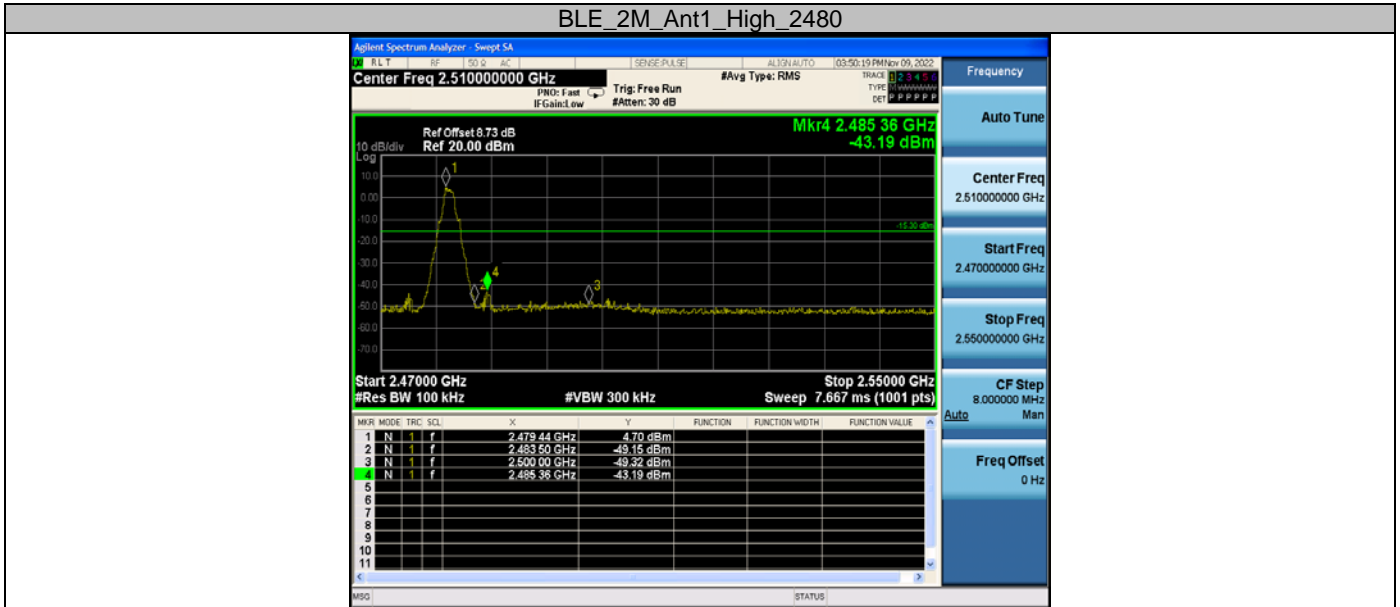 BLE_2M_Ant1_High_2480
Agilent Spectrum Analyzer - Swept SA
RLT RF 50 Ω AC SENSE:PULSE ALIGNAUTO 03:50:19 PM Nov 09, 2022
Center Freq 2.510000000 GHz #Avg Type: RMS TRACE 1 2 3 4 5 6
PNO: Fast Trig: Free Run TYPE M WWWWW
IFGain:Low #Atten: 30 dB DET P P P P P P
Frequency
Auto Tune
Center Freq
2.510000000 GHz
Start Freq
2.470000000 GHz
Stop Freq
2.550000000 GHz
CF Step
8.000000 MHz
Auto Man
Freq Offset
0 Hz
Mkr4 2.485 36 GHz
-43.19 dBm
Ref Offset 8.73 dB
10 dB/div Ref 20.00 dBm
Log
10.0
0.00
-10.0
-20.0
-30.0
-40.0
-50.0
-60.0
-70.0
1
-15.30 dBm
2
4
3
Start 2.47000 GHz Stop 2.55000 GHz
#Res BW 100 kHz #VBW 300 kHz Sweep 7.667 ms (1001 pts)
MKR MODE TRC SCL X Y FUNCTION FUNCTION WIDTH FUNCTION VALUE
1 N 1 f 2.479 44 GHz 4.70 dBm
2 N 1 f 2.483 50 GHz -49.15 dBm
3 N 1 f 2.500 00 GHz -49.32 dBm
4 N 1 f 2.485 36 GHz -43.19 dBm
5
6
7
8
9
10
11
MSG STATUS